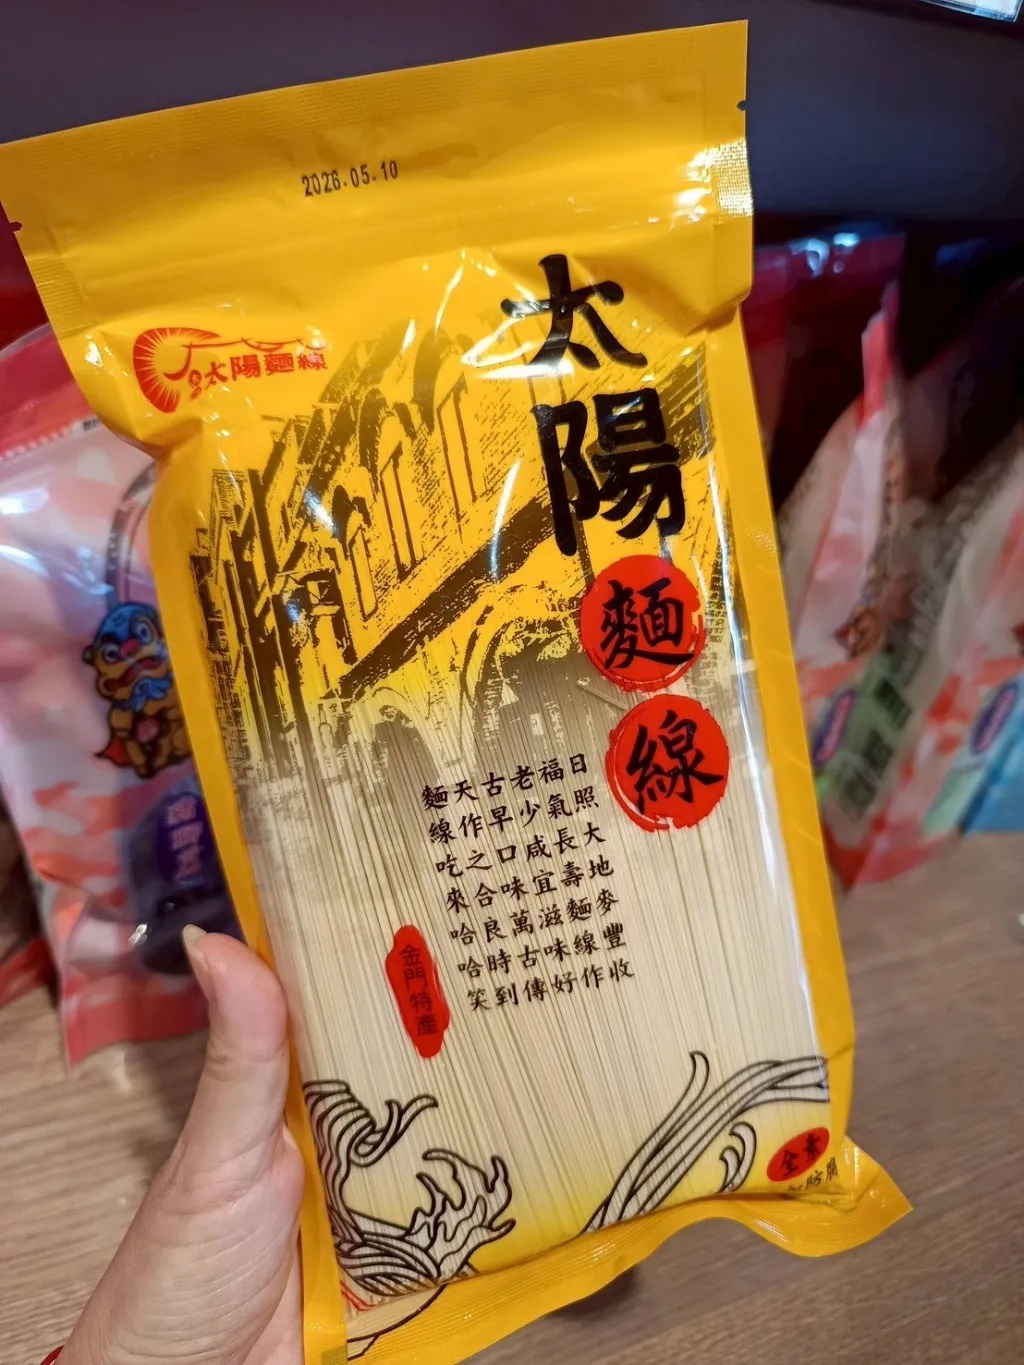 2026.05.10
太陽麵線
太陽麵線
日照大地麥豐收
福氣長壽麵線作
老少咸宜滋味好
古早口味萬古傳
天作之合良時到
麵線吃來哈哈笑
金門特產
全素
防腐